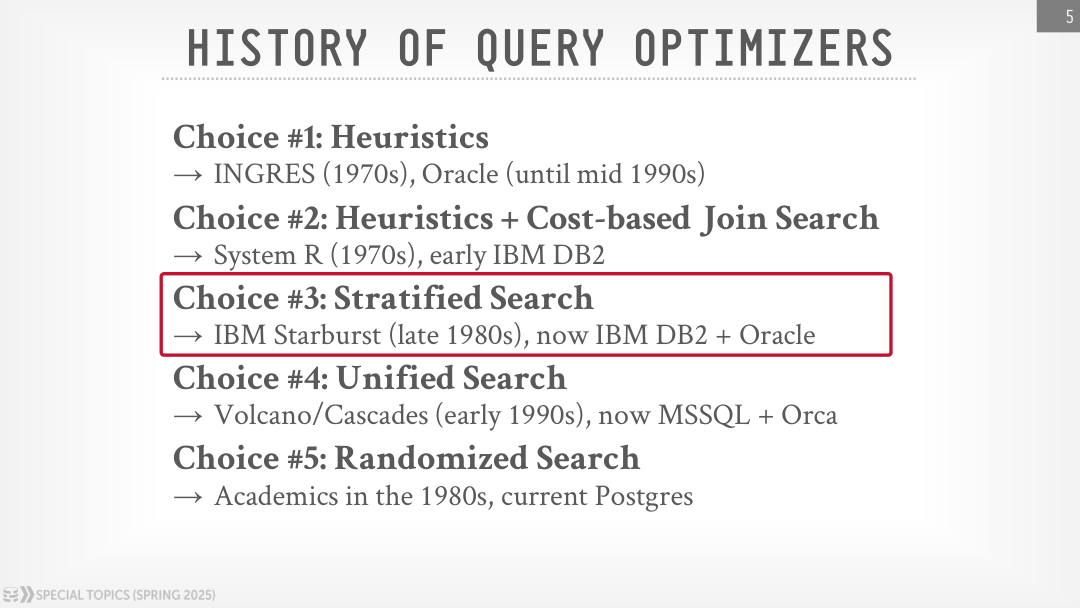 5
HISTORY OF QUERY OPTIMIZERS
Choice #1: Heuristics
→ INGRES (1970s), Oracle (until mid 1990s)
Choice #2: Heuristics + Cost-based Join Search
→ System R (1970s), early IBM DB2
Choice #3: Stratified Search
→ IBM Starburst (late 1980s), now IBM DB2 + Oracle
Choice #4: Unified Search
→ Volcano/Cascades (early 1990s), now MSSQL + Orca
Choice #5: Randomized Search
→ Academics in the 1980s, current Postgres
SPECIAL TOPICS (SPRING 2025)